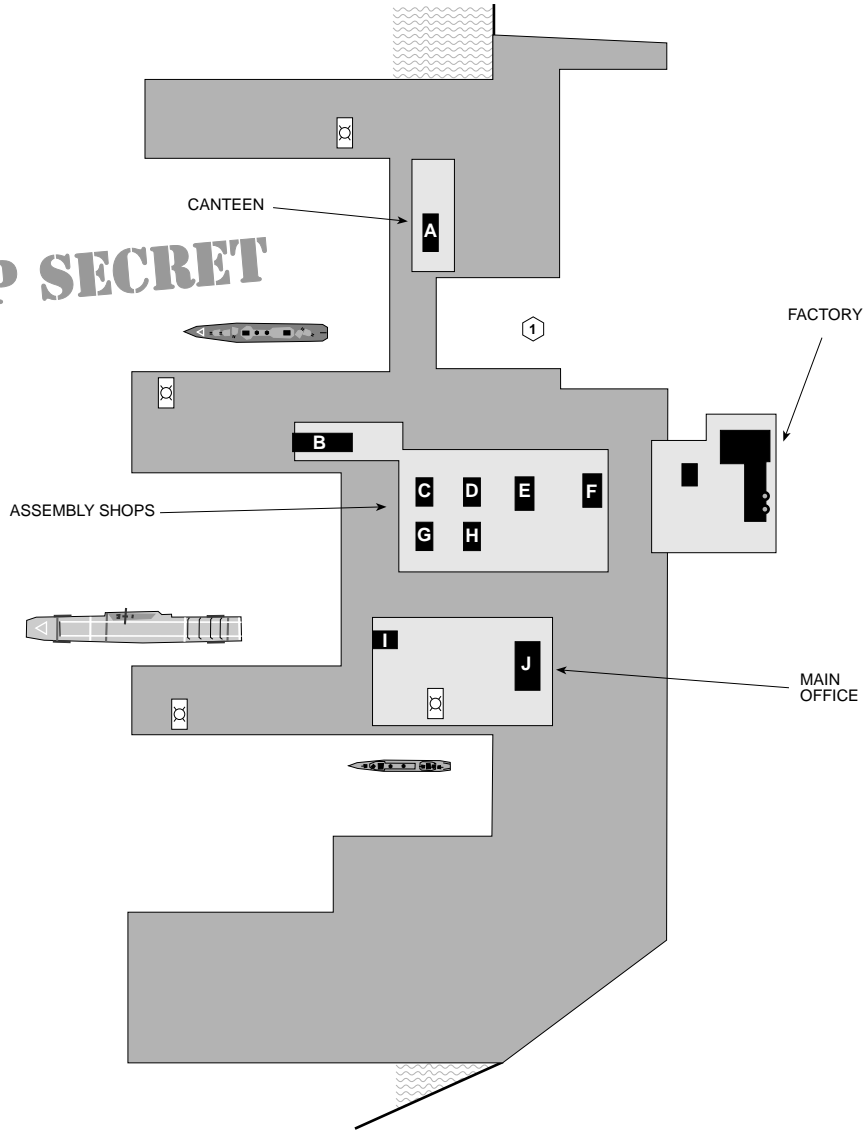 CANTEEN
A
P SECRET
1
FACTORY
B
C
D
E
F
ASSEMBLY SHOPS
G
H
I
J
MAIN
OFFICE